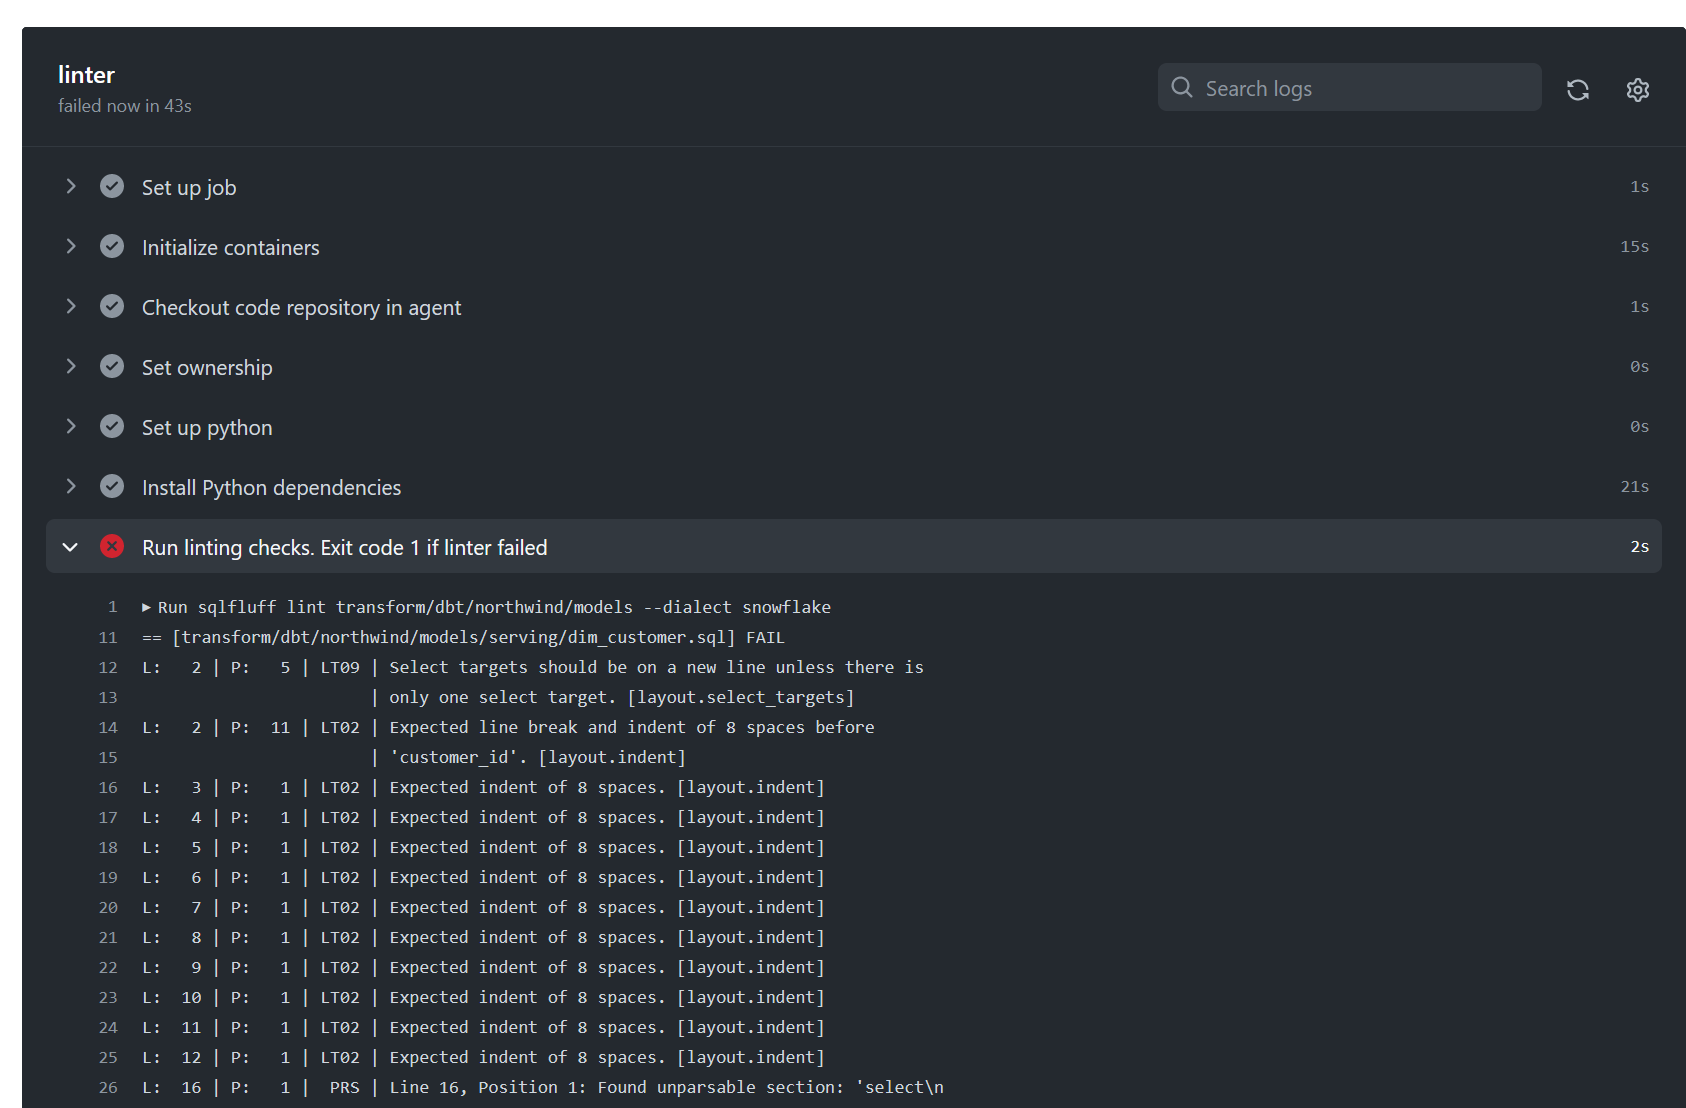 linter
failed now in 43s
Search logs
Set up job 1s
Initialize containers 15s
Checkout code repository in agent 1s
Set ownership 0s
Set up python 0s
Install Python dependencies 21s
Run linting checks. Exit code 1 if linter failed 2s
1 Run sqlfluff lint transform/dbt/northwind/models --dialect snowflake
11 == [transform/dbt/northwind/models/serving/dim_customer.sql] FAIL
12 L:   2 | P:   5 | LT09 | Select targets should be on a new line unless there is
13                       | only one select target. [layout.select_targets]
14 L:   2 | P:  11 | LT02 | Expected line break and indent of 8 spaces before
15                       | 'customer_id'. [layout.indent]
16 L:   3 | P:   1 | LT02 | Expected indent of 8 spaces. [layout.indent]
17 L:   4 | P:   1 | LT02 | Expected indent of 8 spaces. [layout.indent]
18 L:   5 | P:   1 | LT02 | Expected indent of 8 spaces. [layout.indent]
19 L:   6 | P:   1 | LT02 | Expected indent of 8 spaces. [layout.indent]
20 L:   7 | P:   1 | LT02 | Expected indent of 8 spaces. [layout.indent]
21 L:   8 | P:   1 | LT02 | Expected indent of 8 spaces. [layout.indent]
22 L:   9 | P:   1 | LT02 | Expected indent of 8 spaces. [layout.indent]
23 L:  10 | P:   1 | LT02 | Expected indent of 8 spaces. [layout.indent]
24 L:  11 | P:   1 | LT02 | Expected indent of 8 spaces. [layout.indent]
25 L:  12 | P:   1 | LT02 | Expected indent of 8 spaces. [layout.indent]
26 L:  16 | P:   1 |  PRS | Line 16, Position 1: Found unparsable section: 'select\n